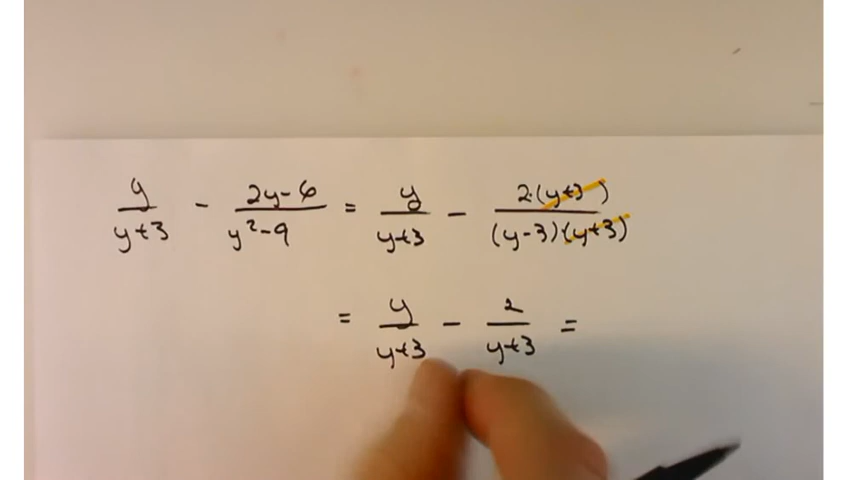 y/(y+3) - (2y-6)/(y²-9) = y/(y+3) - 2·(y+3)/((y-3)·(y+3))
= y/(y+3) - 2/(y+3) =